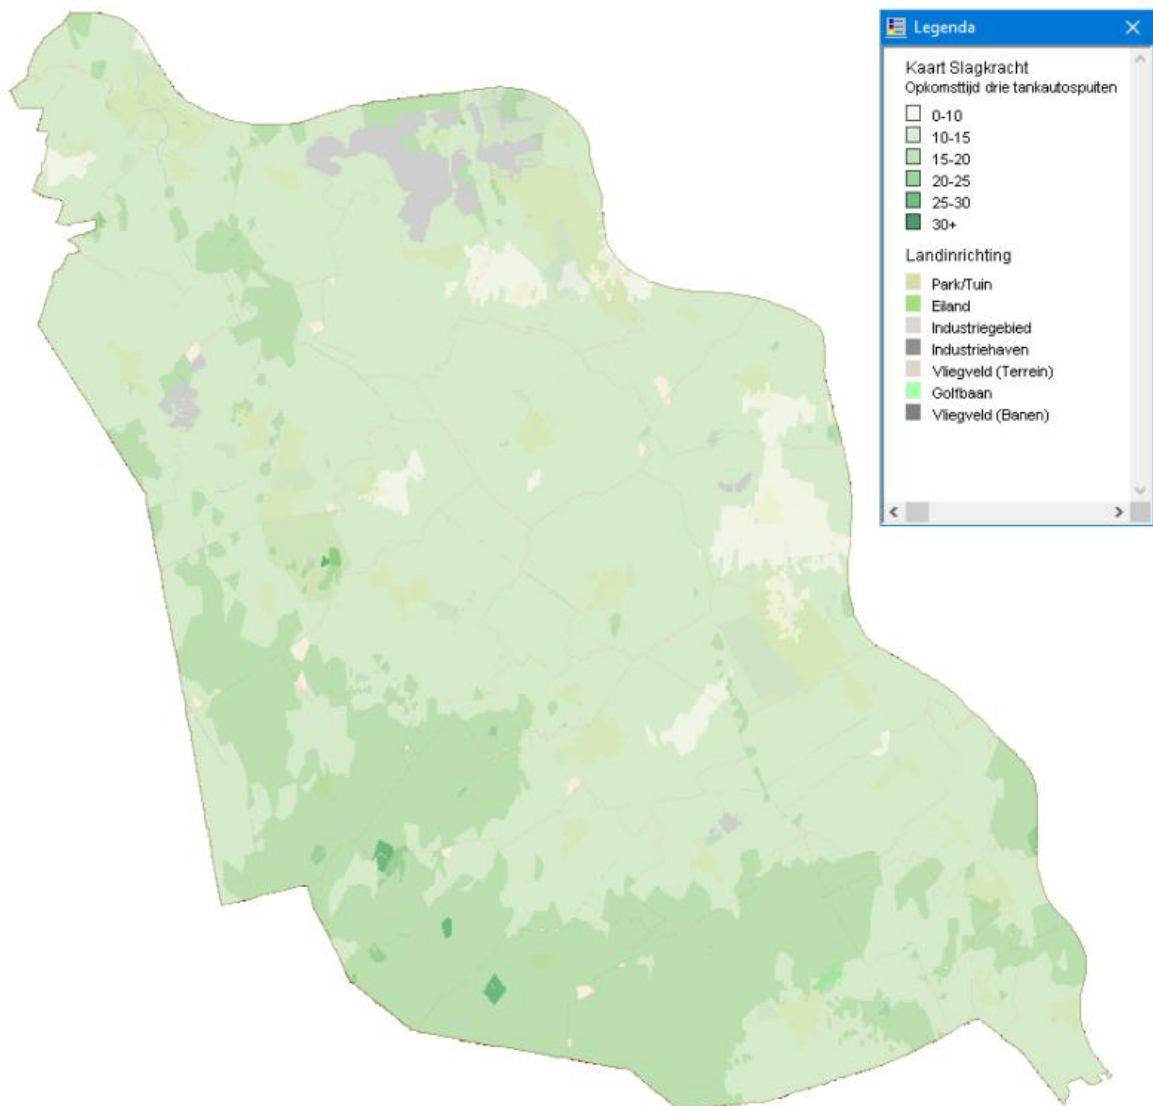 Legenda
Kaart Slagkracht
Opkomsttijd drie tankautospuiten
0-10
10-15
15-20
20-25
25-30
30+
Landinrichting
Park/Tuin
Eiland
Industriegebied
Industriehaven
Vliegveld (Terrein)
Golfbaan
Vliegveld (Banen)